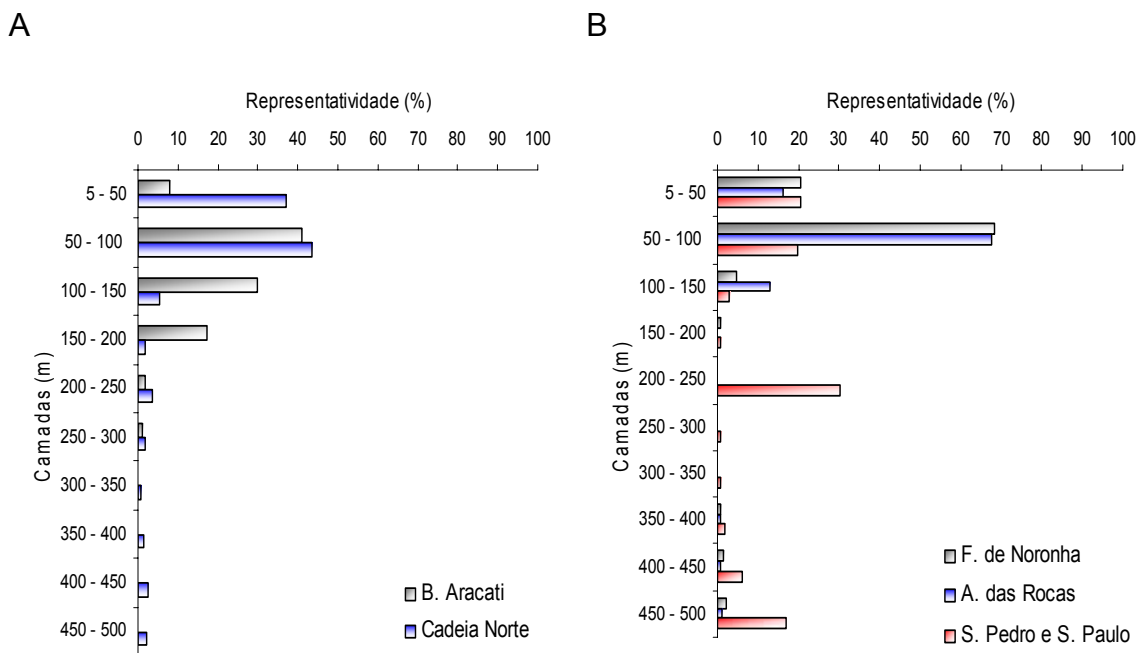 A
Representatividade (%)
0 10 20 30 40 50 60 70 80 90 100
Camadas (m)
5 - 50
50 - 100
100 - 150
150 - 200
200 - 250
250 - 300
300 - 350
350 - 400
400 - 450
450 - 500
B. Aracati
Cadeia Norte
B
Representatividade (%)
0 10 20 30 40 50 60 70 80 90 100
Camadas (m)
5 - 50
50 - 100
100 - 150
150 - 200
200 - 250
250 - 300
300 - 350
350 - 400
400 - 450
450 - 500
F. de Noronha
A. das Rocas
S. Pedro e S. Paulo